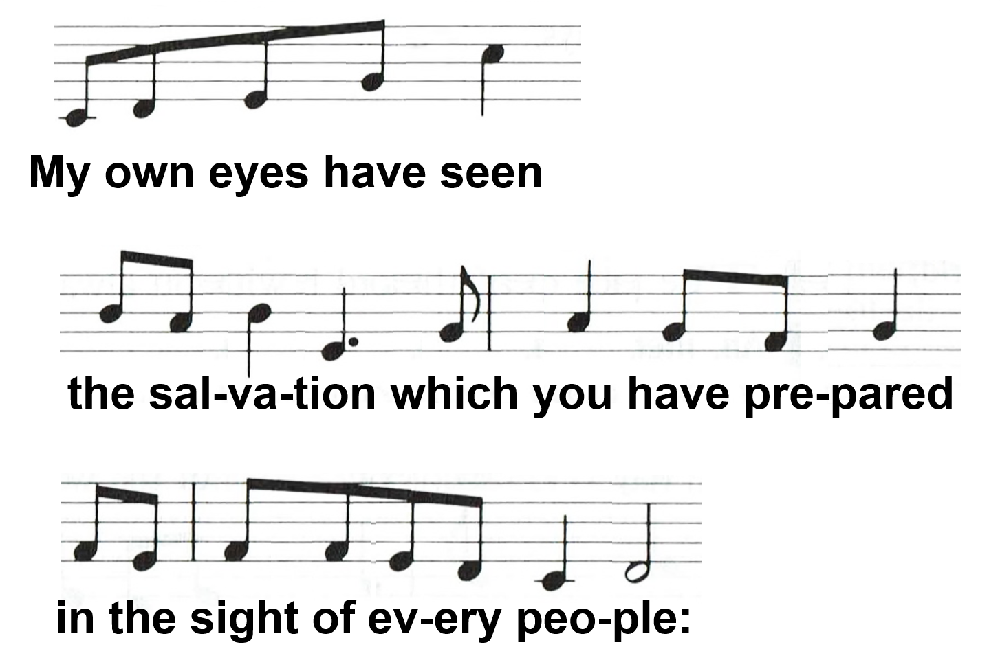 My own eyes have seen
the sal-va-tion which you have pre-pared
in the sight of ev-ery peo-ple: